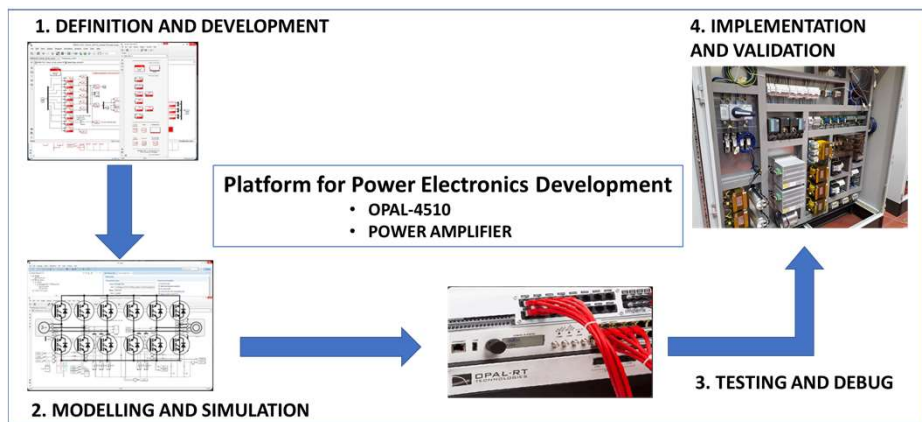 1. DEFINITION AND DEVELOPMENT
4. IMPLEMENTATION
AND VALIDATION
Platform for Power Electronics Development
• OPAL-4510
• POWER AMPLIFIER
OPAL-RT
TECHNOLOGIES
3. TESTING AND DEBUG
2. MODELLING AND SIMULATION